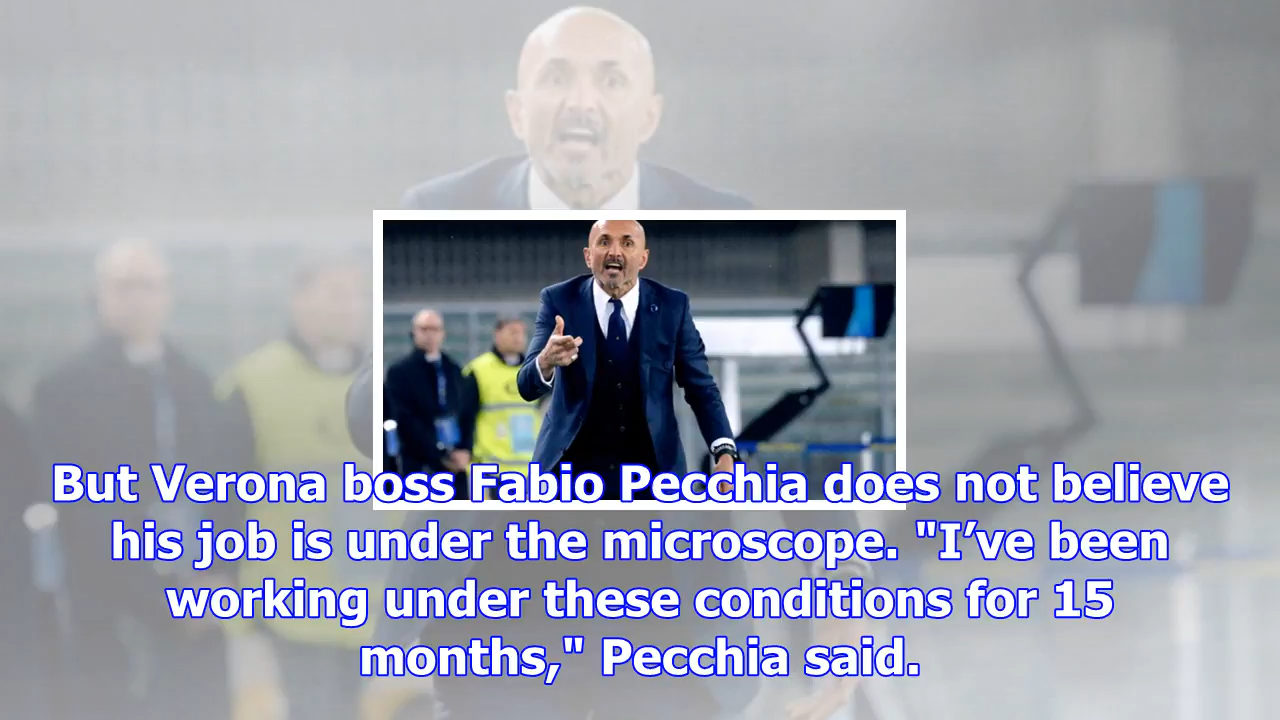 But Verona boss Fabio Pecchia does not believe
his job is under the microscope. "I’ve been
working under these conditions for 15
months," Pecchia said.